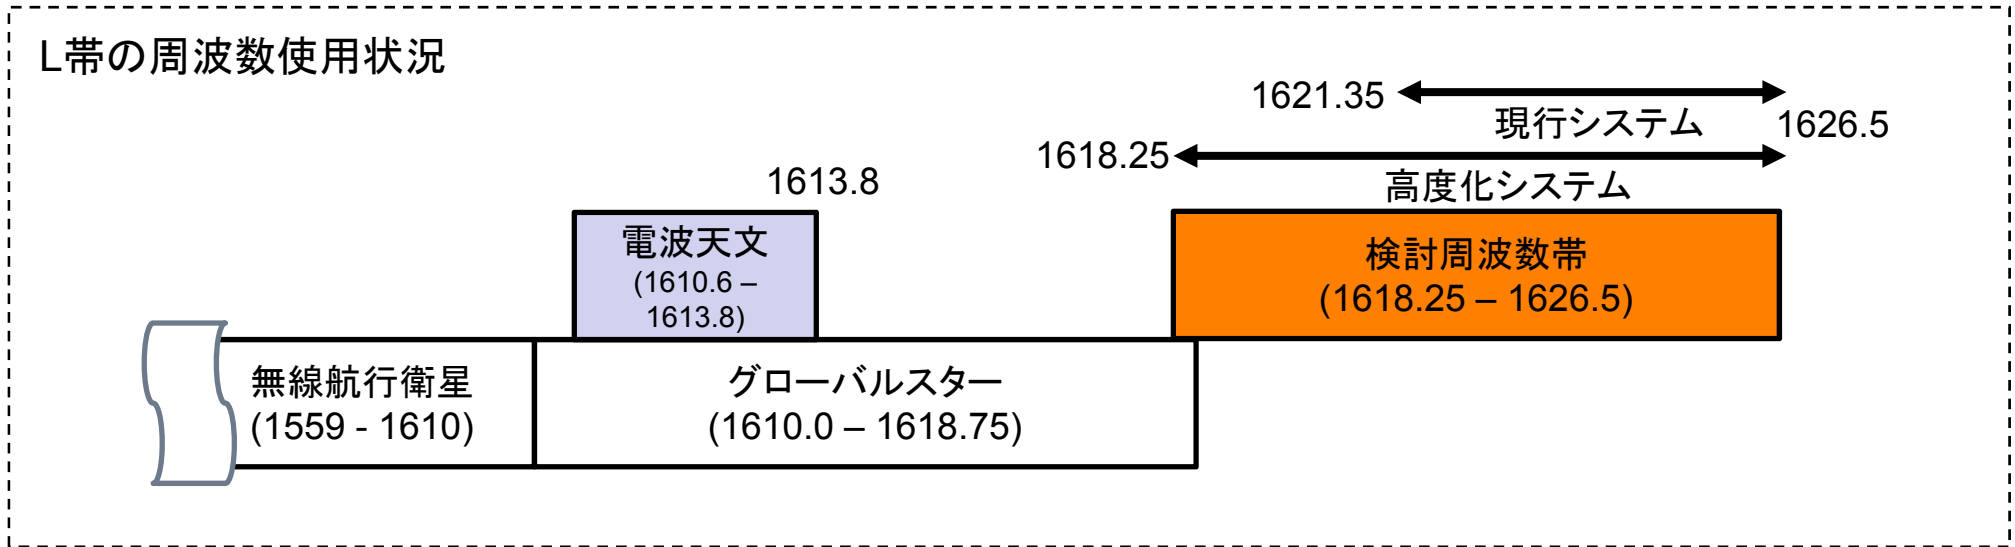 L帯の周波数使用状況
1621.35
現行システム
1626.5
1618.25
高度化システム
1613.8
電波天文
(1610.6 –
1613.8)
検討周波数帯
(1618.25 – 1626.5)
無線航行衛星
(1559 - 1610)
グローバルスター
(1610.0 – 1618.75)